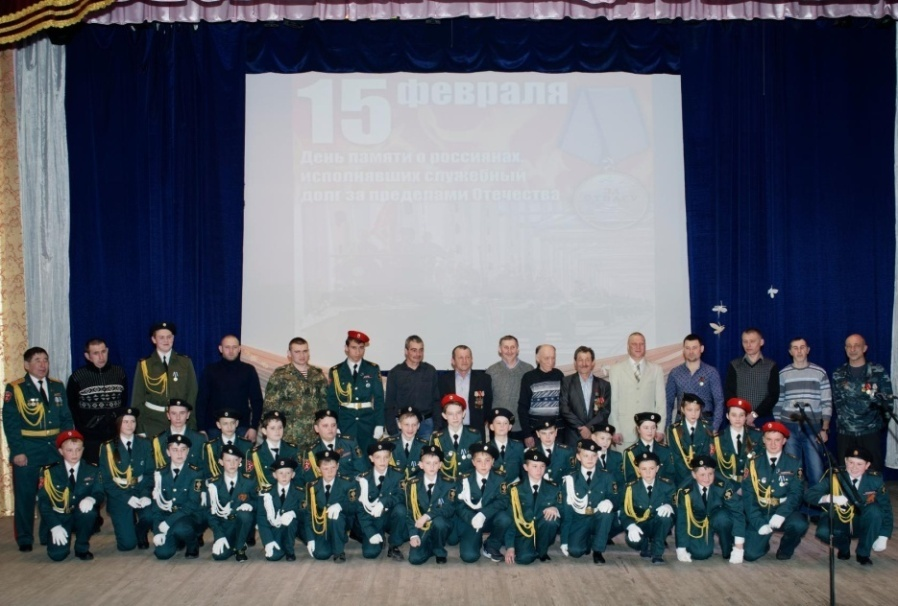 15 февраля
День памяти о россиянах,
исполнявших служебный
долг за пределами Отечества